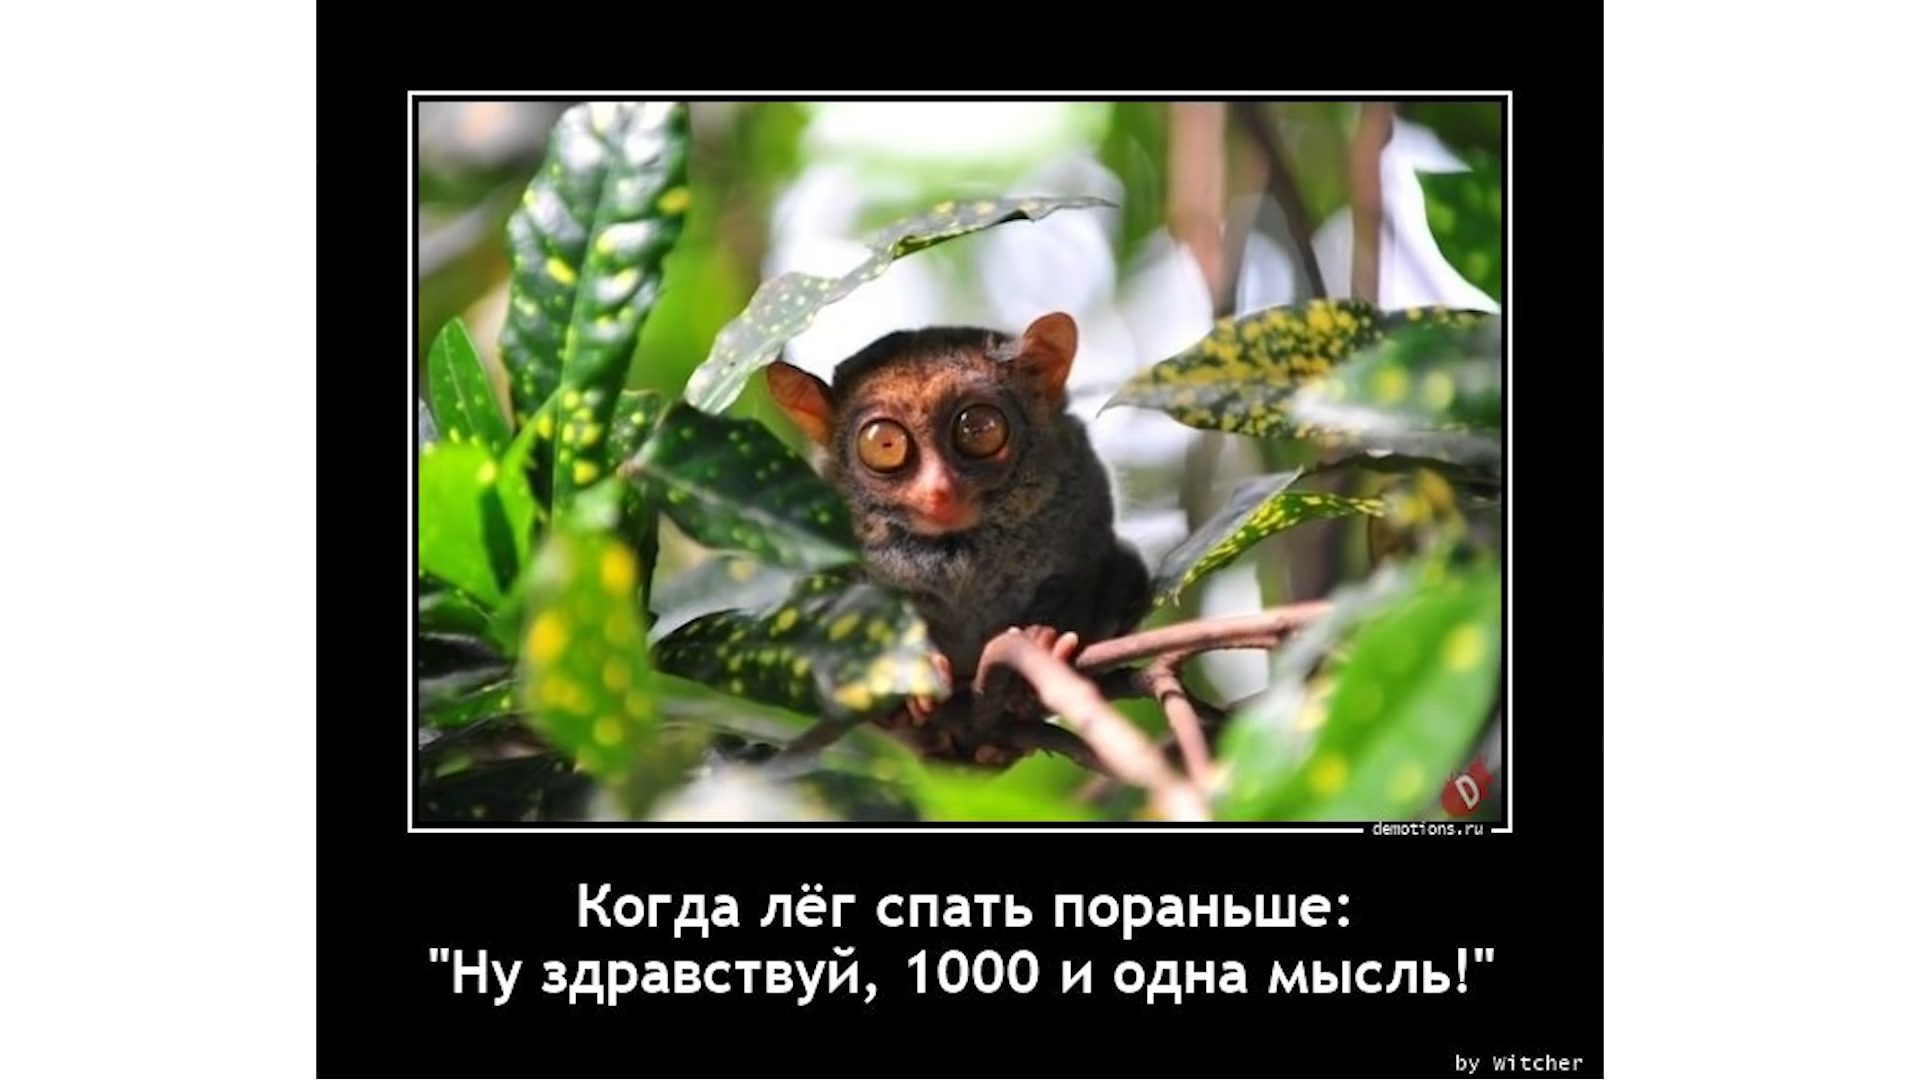 D
demotions.ru
Когда лёг спать пораньше:
"Ну здравствуй, 1000 и одна мысль!"
by Witcher